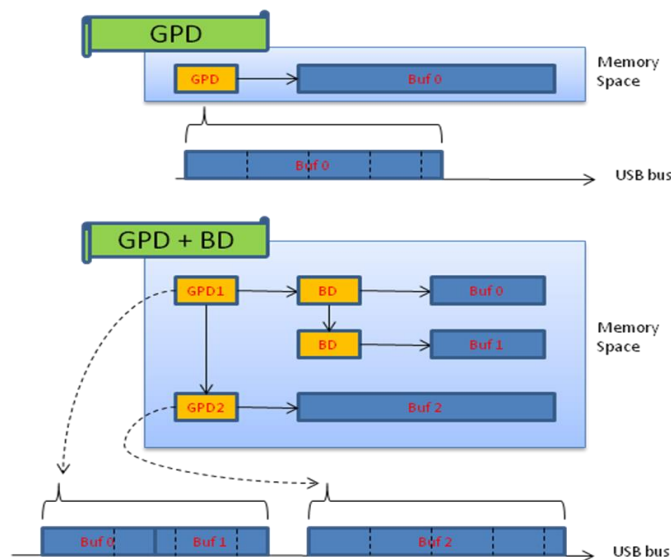 GPD
GPD
Buf 0
Memory
Space
Buf 0
USB bus
GPD + BD
GPD1
BD
Buf 0
BD
Buf 1
Memory
Space
GPD2
Buf 2
Buf 0
Buf 1
Buf 2
USB bus